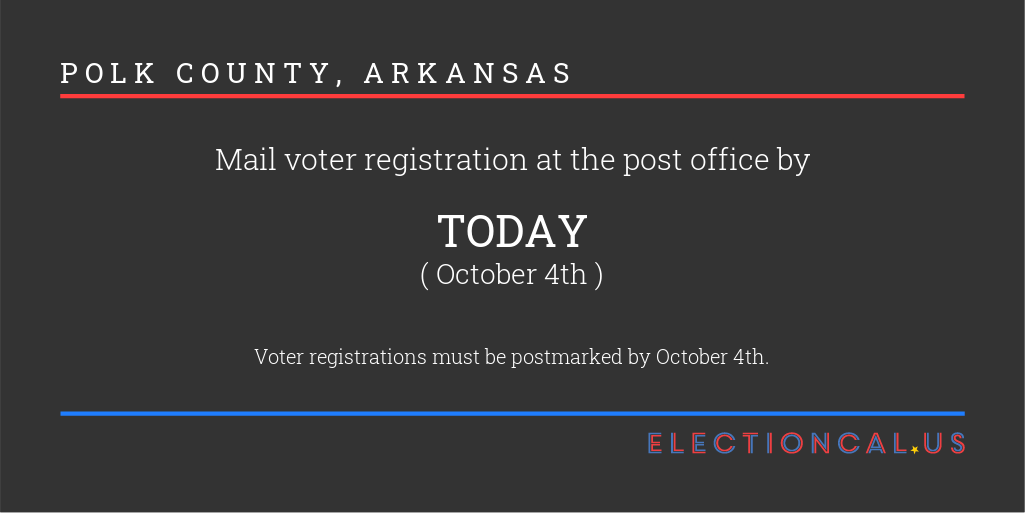 POLK COUNTY, ARKANSAS
Mail voter registration at the post office by
TODAY
( October 4th )
Voter registrations must be postmarked by October 4th.
ELECTIONCAL.US